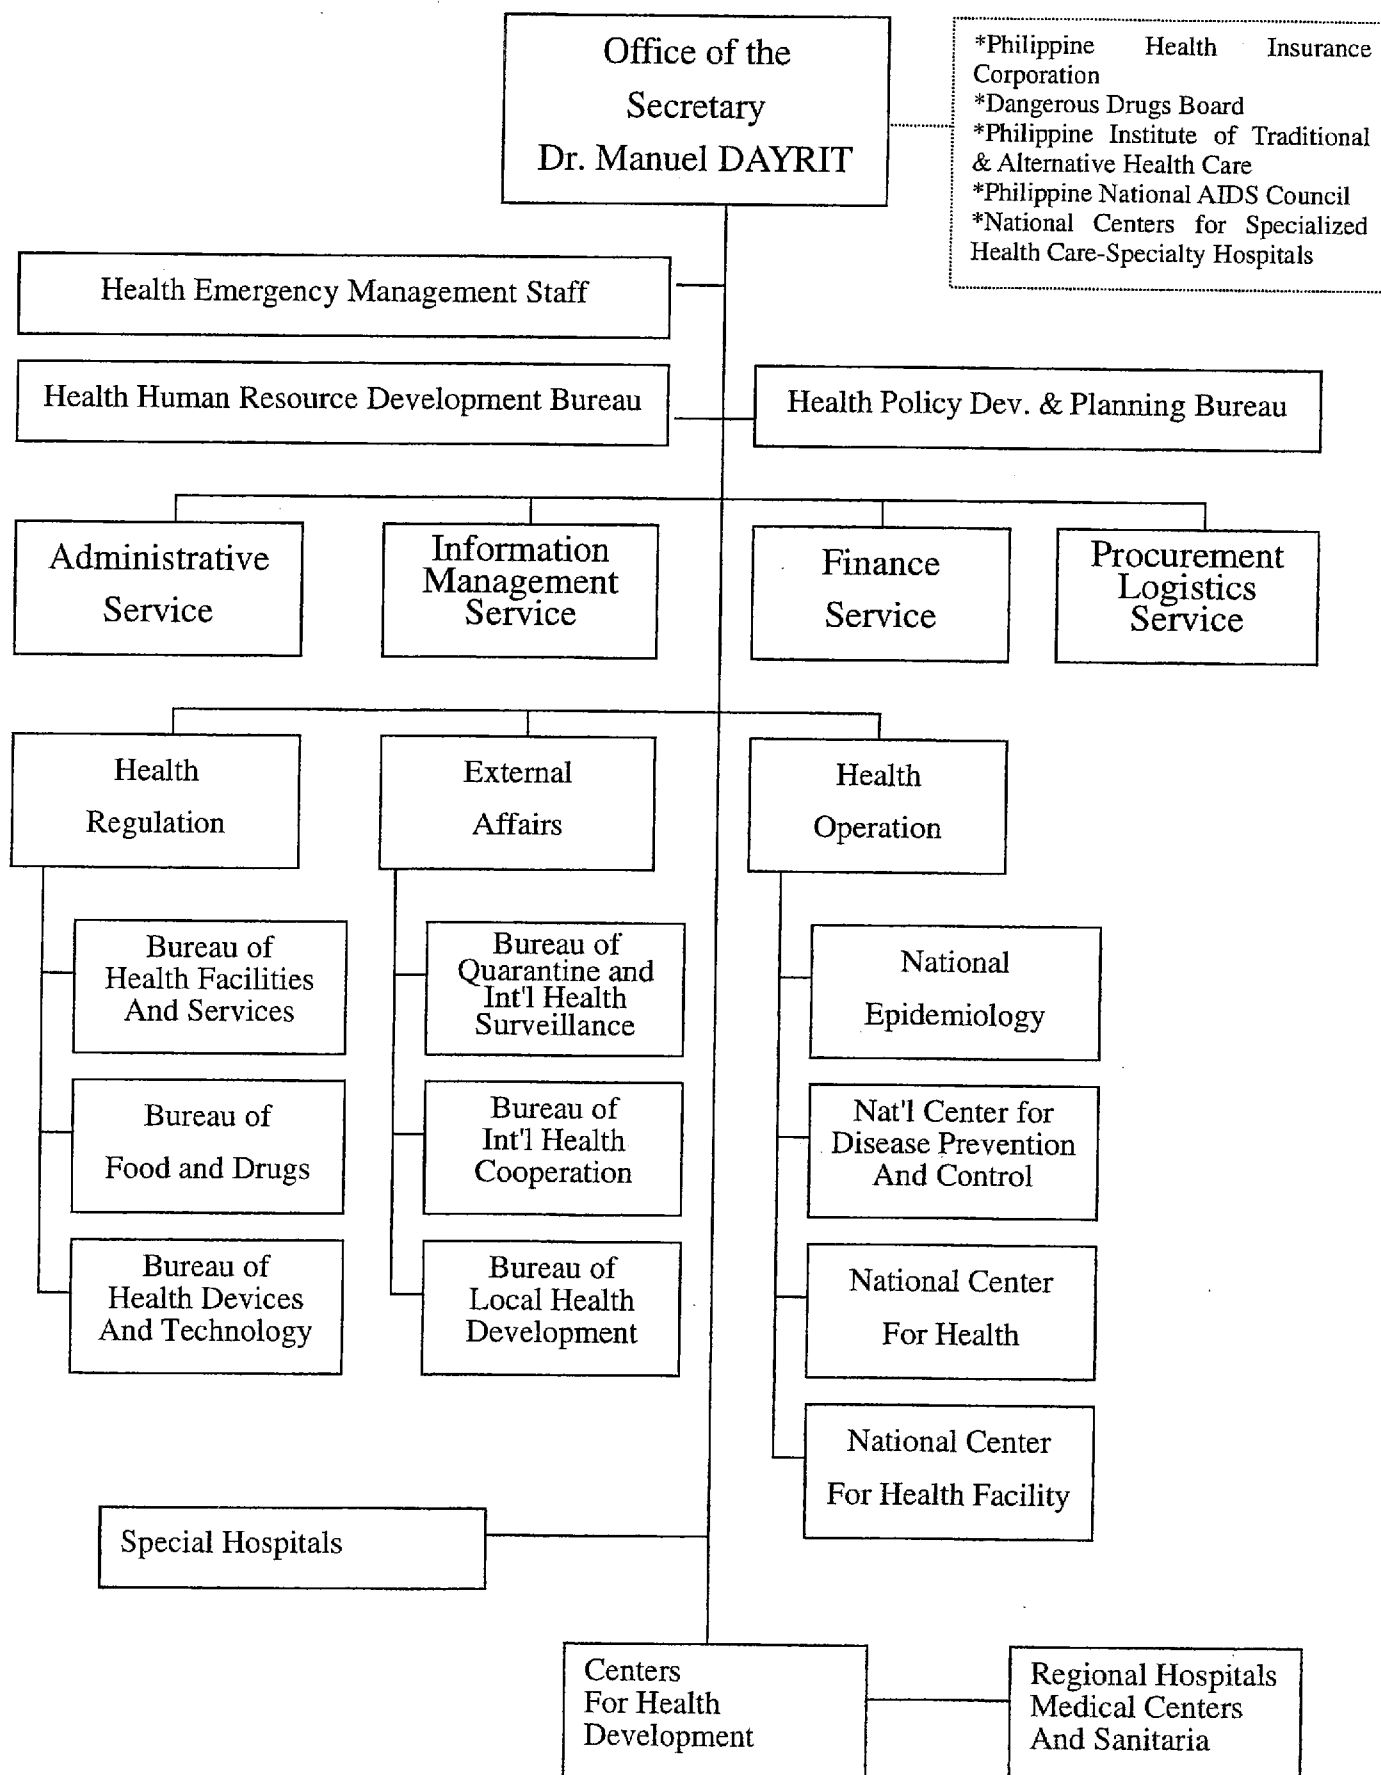 Office of the
Secretary
Dr. Manuel DAYRIT
*Philippine Health Insurance
Corporation
*Dangerous Drugs Board
*Philippine Institute of Traditional
& Alternative Health Care
*Philippine National AIDS Council
*National Centers for Specialized
Health Care-Specialty Hospitals
Health Emergency Management Staff
Health Human Resource Development Bureau
Health Policy Dev. & Planning Bureau
Administrative
Service
Information
Management
Service
Finance
Service
Procurement
Logistics
Service
Health
Regulation
External
Affairs
Health
Operation
Bureau of
Health Facilities
And Services
Bureau of
Quarantine and
Int'l Health
Surveillance
National
Epidemiology
Bureau of
Food and Drugs
Bureau of
Int'l Health
Cooperation
Nat'l Center for
Disease Prevention
And Control
Bureau of
Health Devices
And Technology
Bureau of
Local Health
Development
National Center
For Health
National Center
For Health Facility
Special Hospitals
Centers
For Health
Development
Regional Hospitals
Medical Centers
And Sanitaria